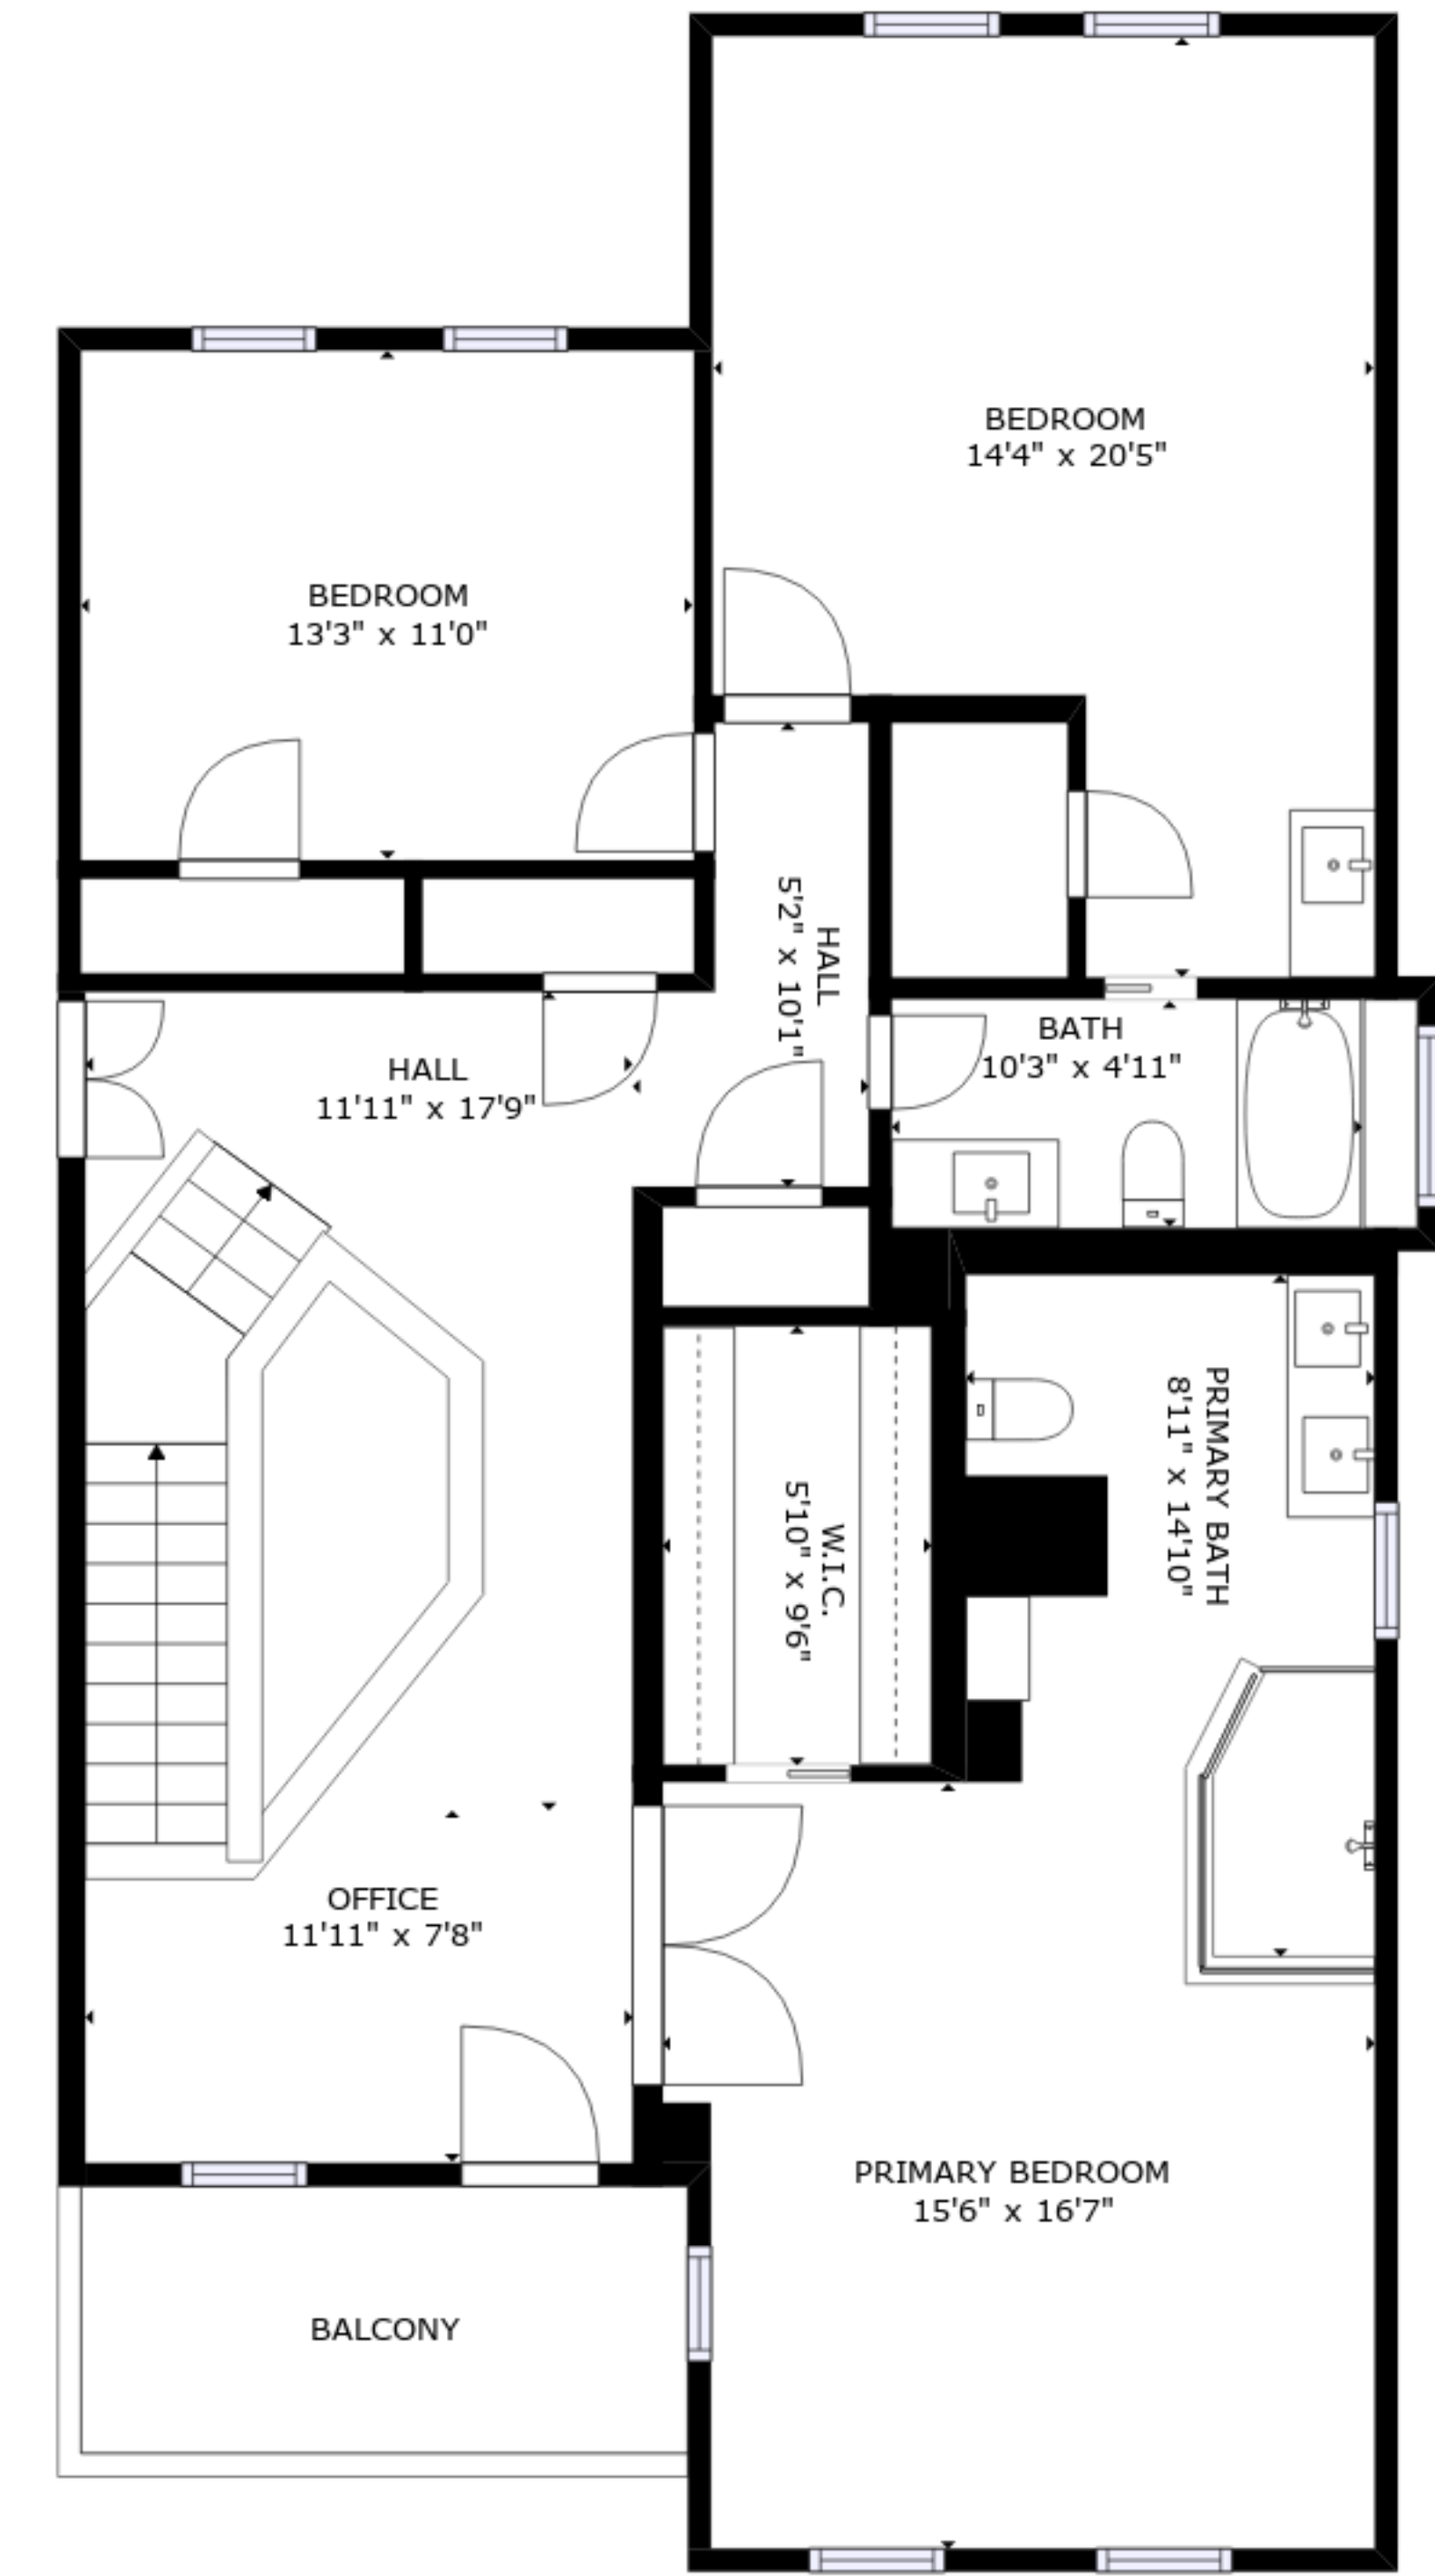 BEDROOM
14'4" x 20'5"
BEDROOM
13'3" x 11'0"
HALL
5'2" x 10'1"
BATH
10'3" x 4'11"
HALL
11'11" x 17'9"
PRIMARY BATH
8'11" x 14'10"
W.I.C.
5'10" x 9'6"
OFFICE
11'11" x 7'8"
PRIMARY BEDROOM
15'6" x 16'7"
BALCONY